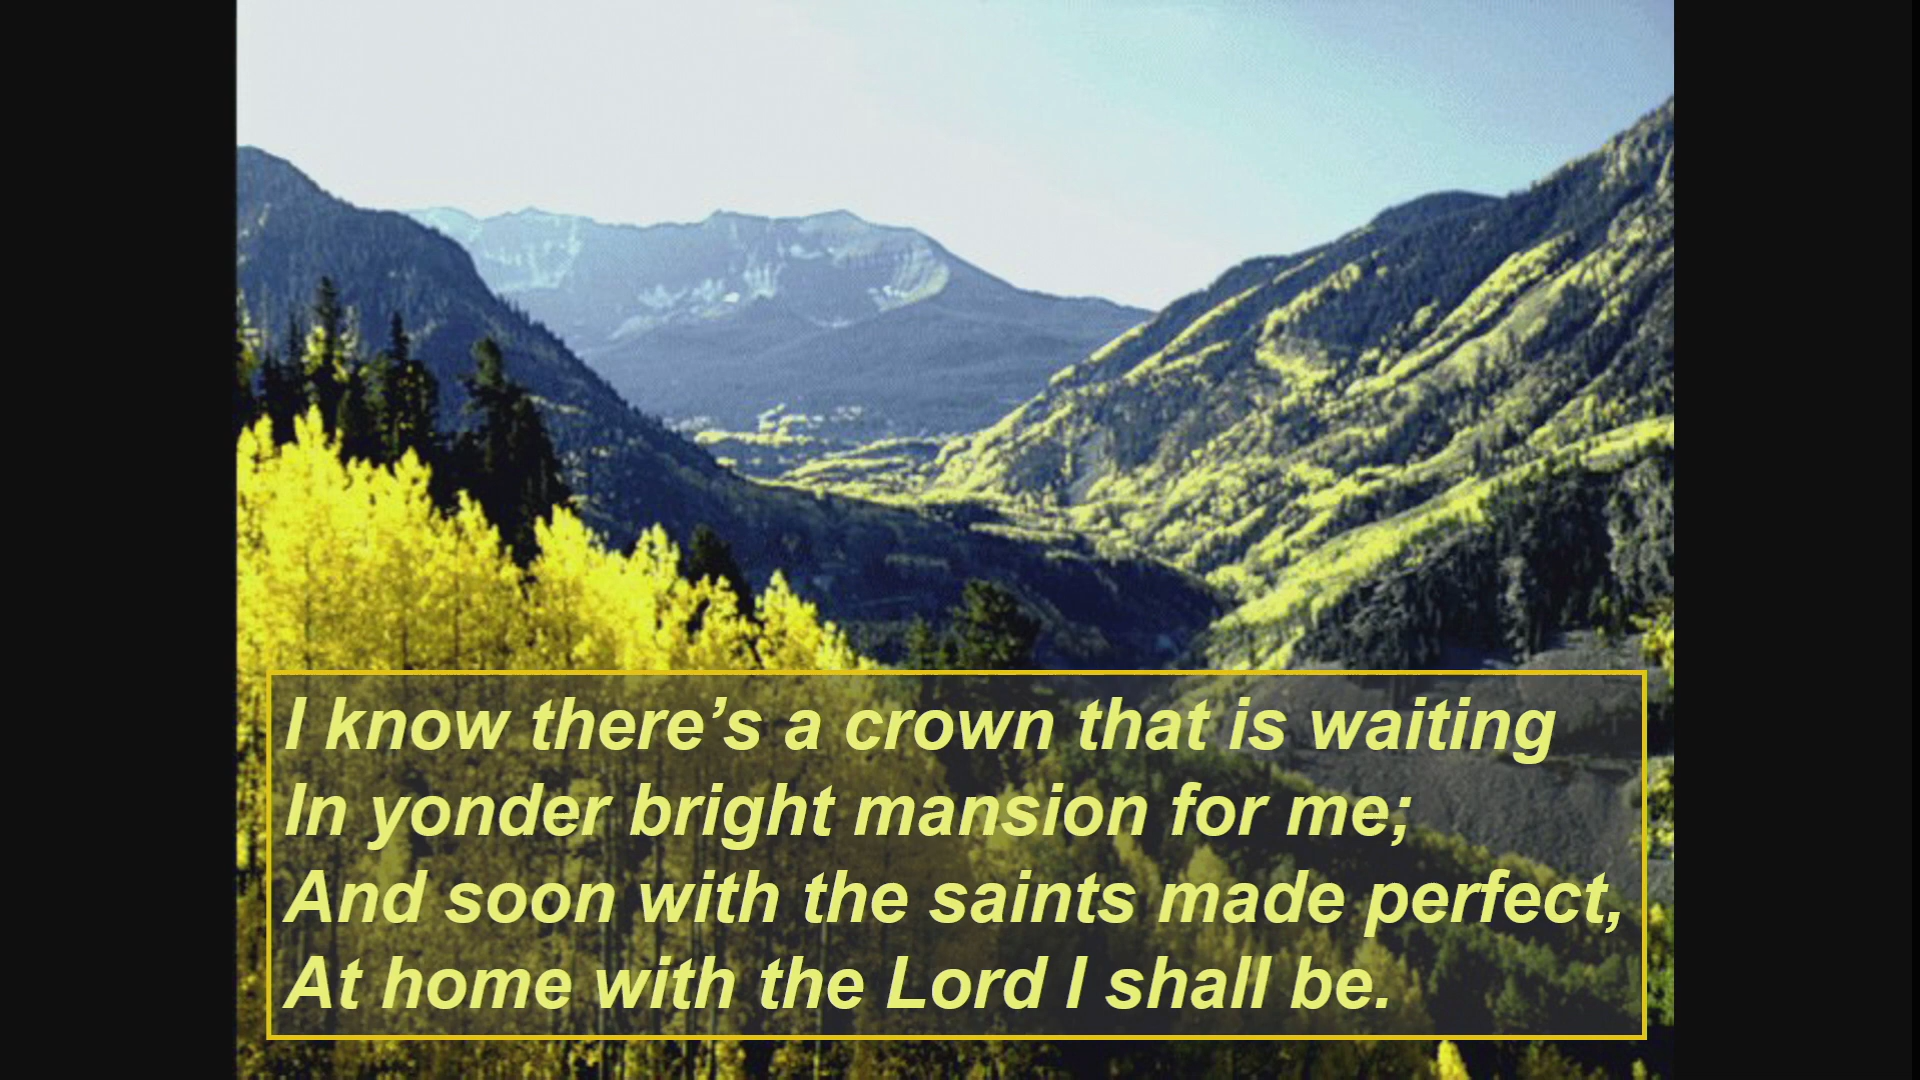 I know there’s a crown that is waiting
In yonder bright mansion for me;
And soon with the saints made perfect,
At home with the Lord I shall be.